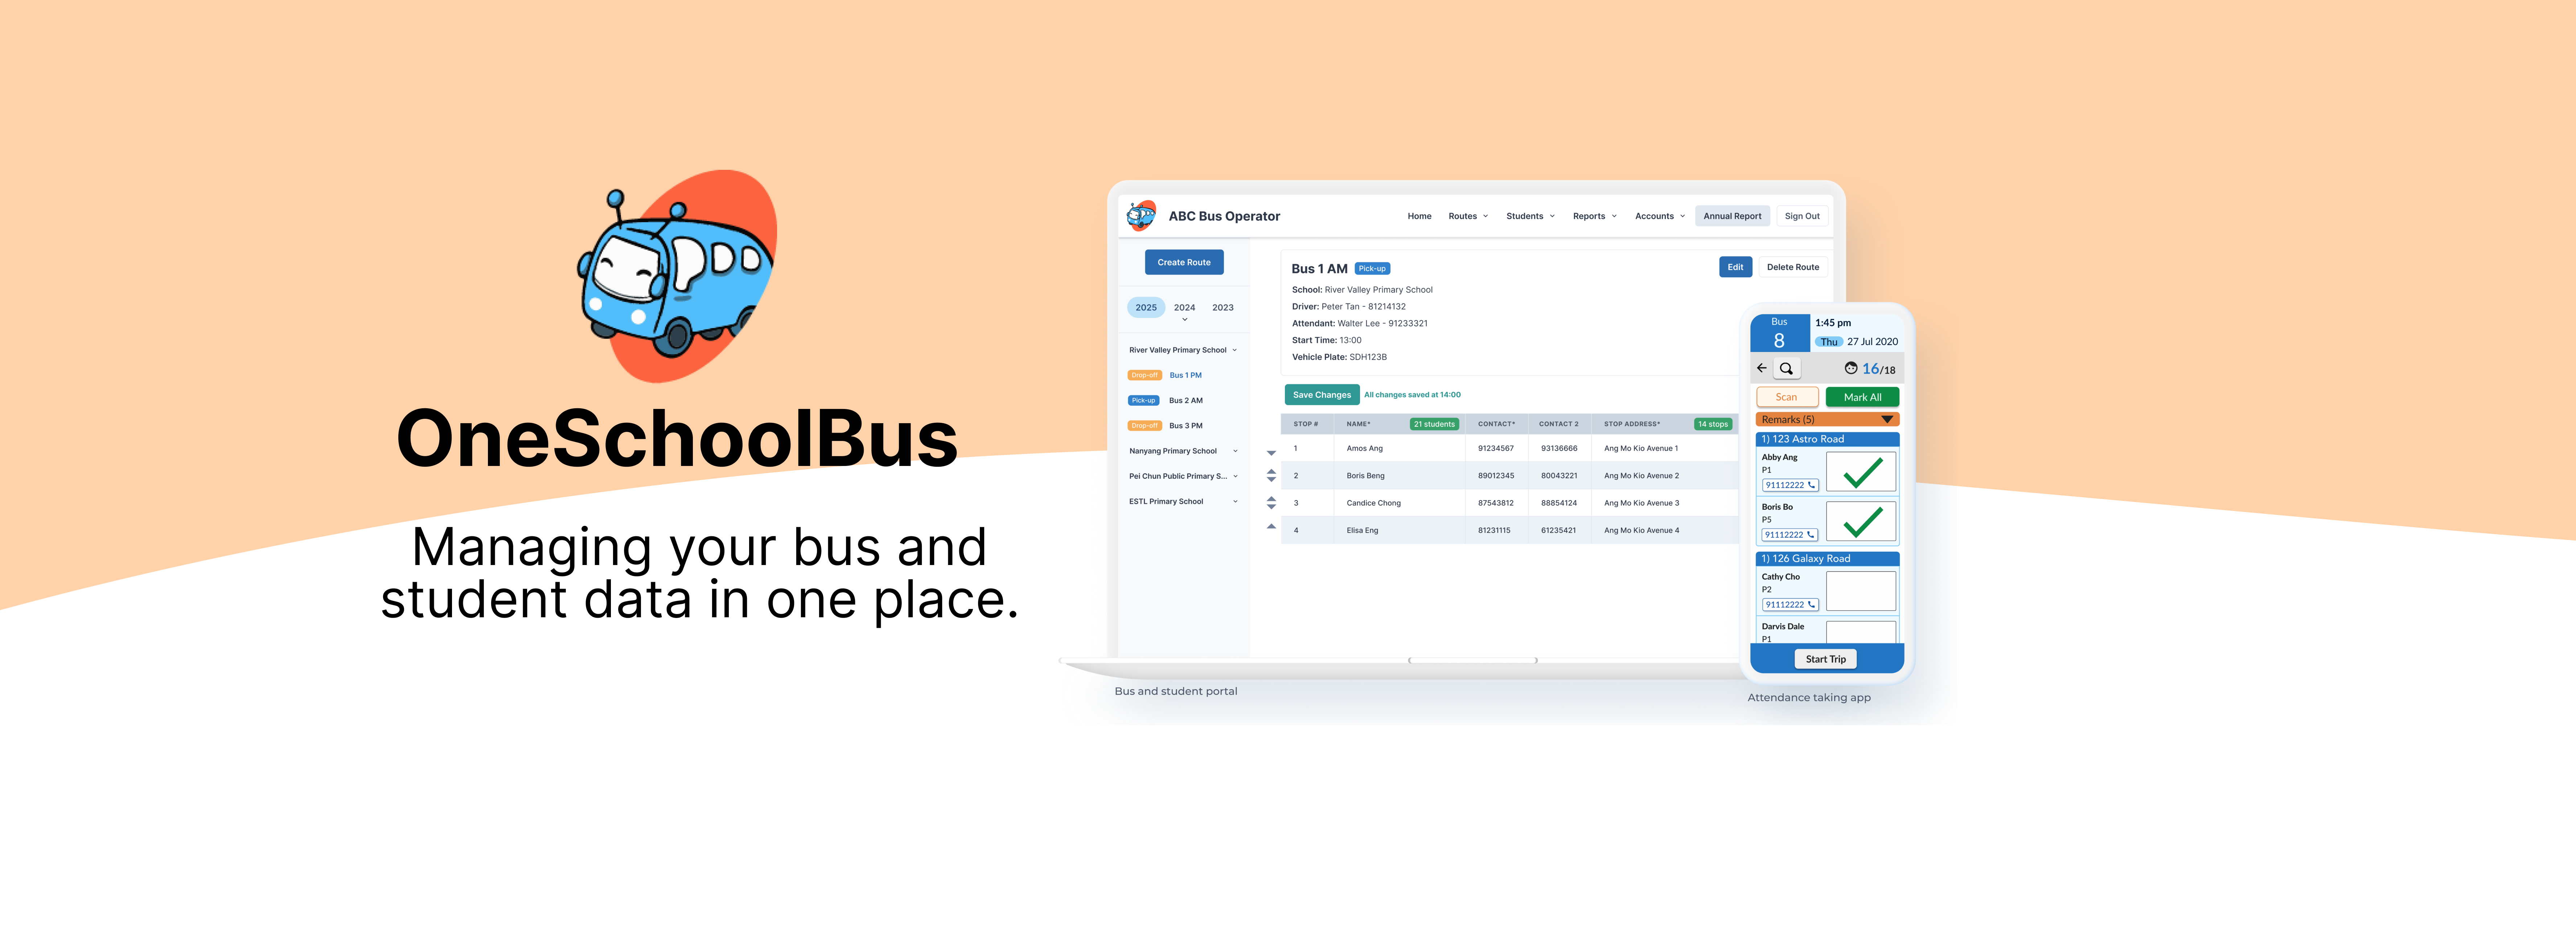 OneSchoolBus
Managing your bus and
student data in one place.
ABC Bus Operator
Home Routes Students Reports Accounts Annual Report Sign Out
Create Route
2025 2024 2023
River Valley Primary School
Drop-off Bus 1 PM
Pick-up Bus 2 AM
Drop-off Bus 3 PM
Nanyang Primary School
Pei Chun Public Primary S...
ESTL Primary School
Bus 1 AM Pick-up
Edit Delete Route
School: River Valley Primary School
Driver: Peter Tan - 81214132
Attendant: Walter Lee - 91233321
Start Time: 13:00
Vehicle Plate: SDH123B
Save Changes All changes saved at 14:00
STOP # NAME* 21 students CONTACT* CONTACT 2 STOP ADDRESS* 14 stops
1 Amos Ang 91234567 93136666 Ang Mo Kio Avenue 1
2 Boris Beng 89012345 80043221 Ang Mo Kio Avenue 2
3 Candice Chong 87543812 88854124 Ang Mo Kio Avenue 3
4 Elisa Eng 81231115 61235421 Ang Mo Kio Avenue 4
Bus and student portal
Bus
8
1:45 pm
Thu 27 Jul 2020
16/18
Scan Mark All
Remarks (5)
1) 123 Astro Road
Abby Ang
P1
91112222
Boris Bo
P5
91112222
1) 126 Galaxy Road
Cathy Cho
P2
91112222
Darvis Dale
P1
Start Trip
Attendance taking app